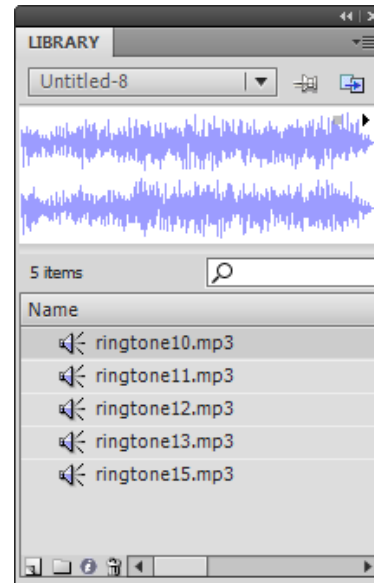 LIBRARY
Untitled-8
5 items
Name
ringtone10.mp3
ringtone11.mp3
ringtone12.mp3
ringtone13.mp3
ringtone15.mp3